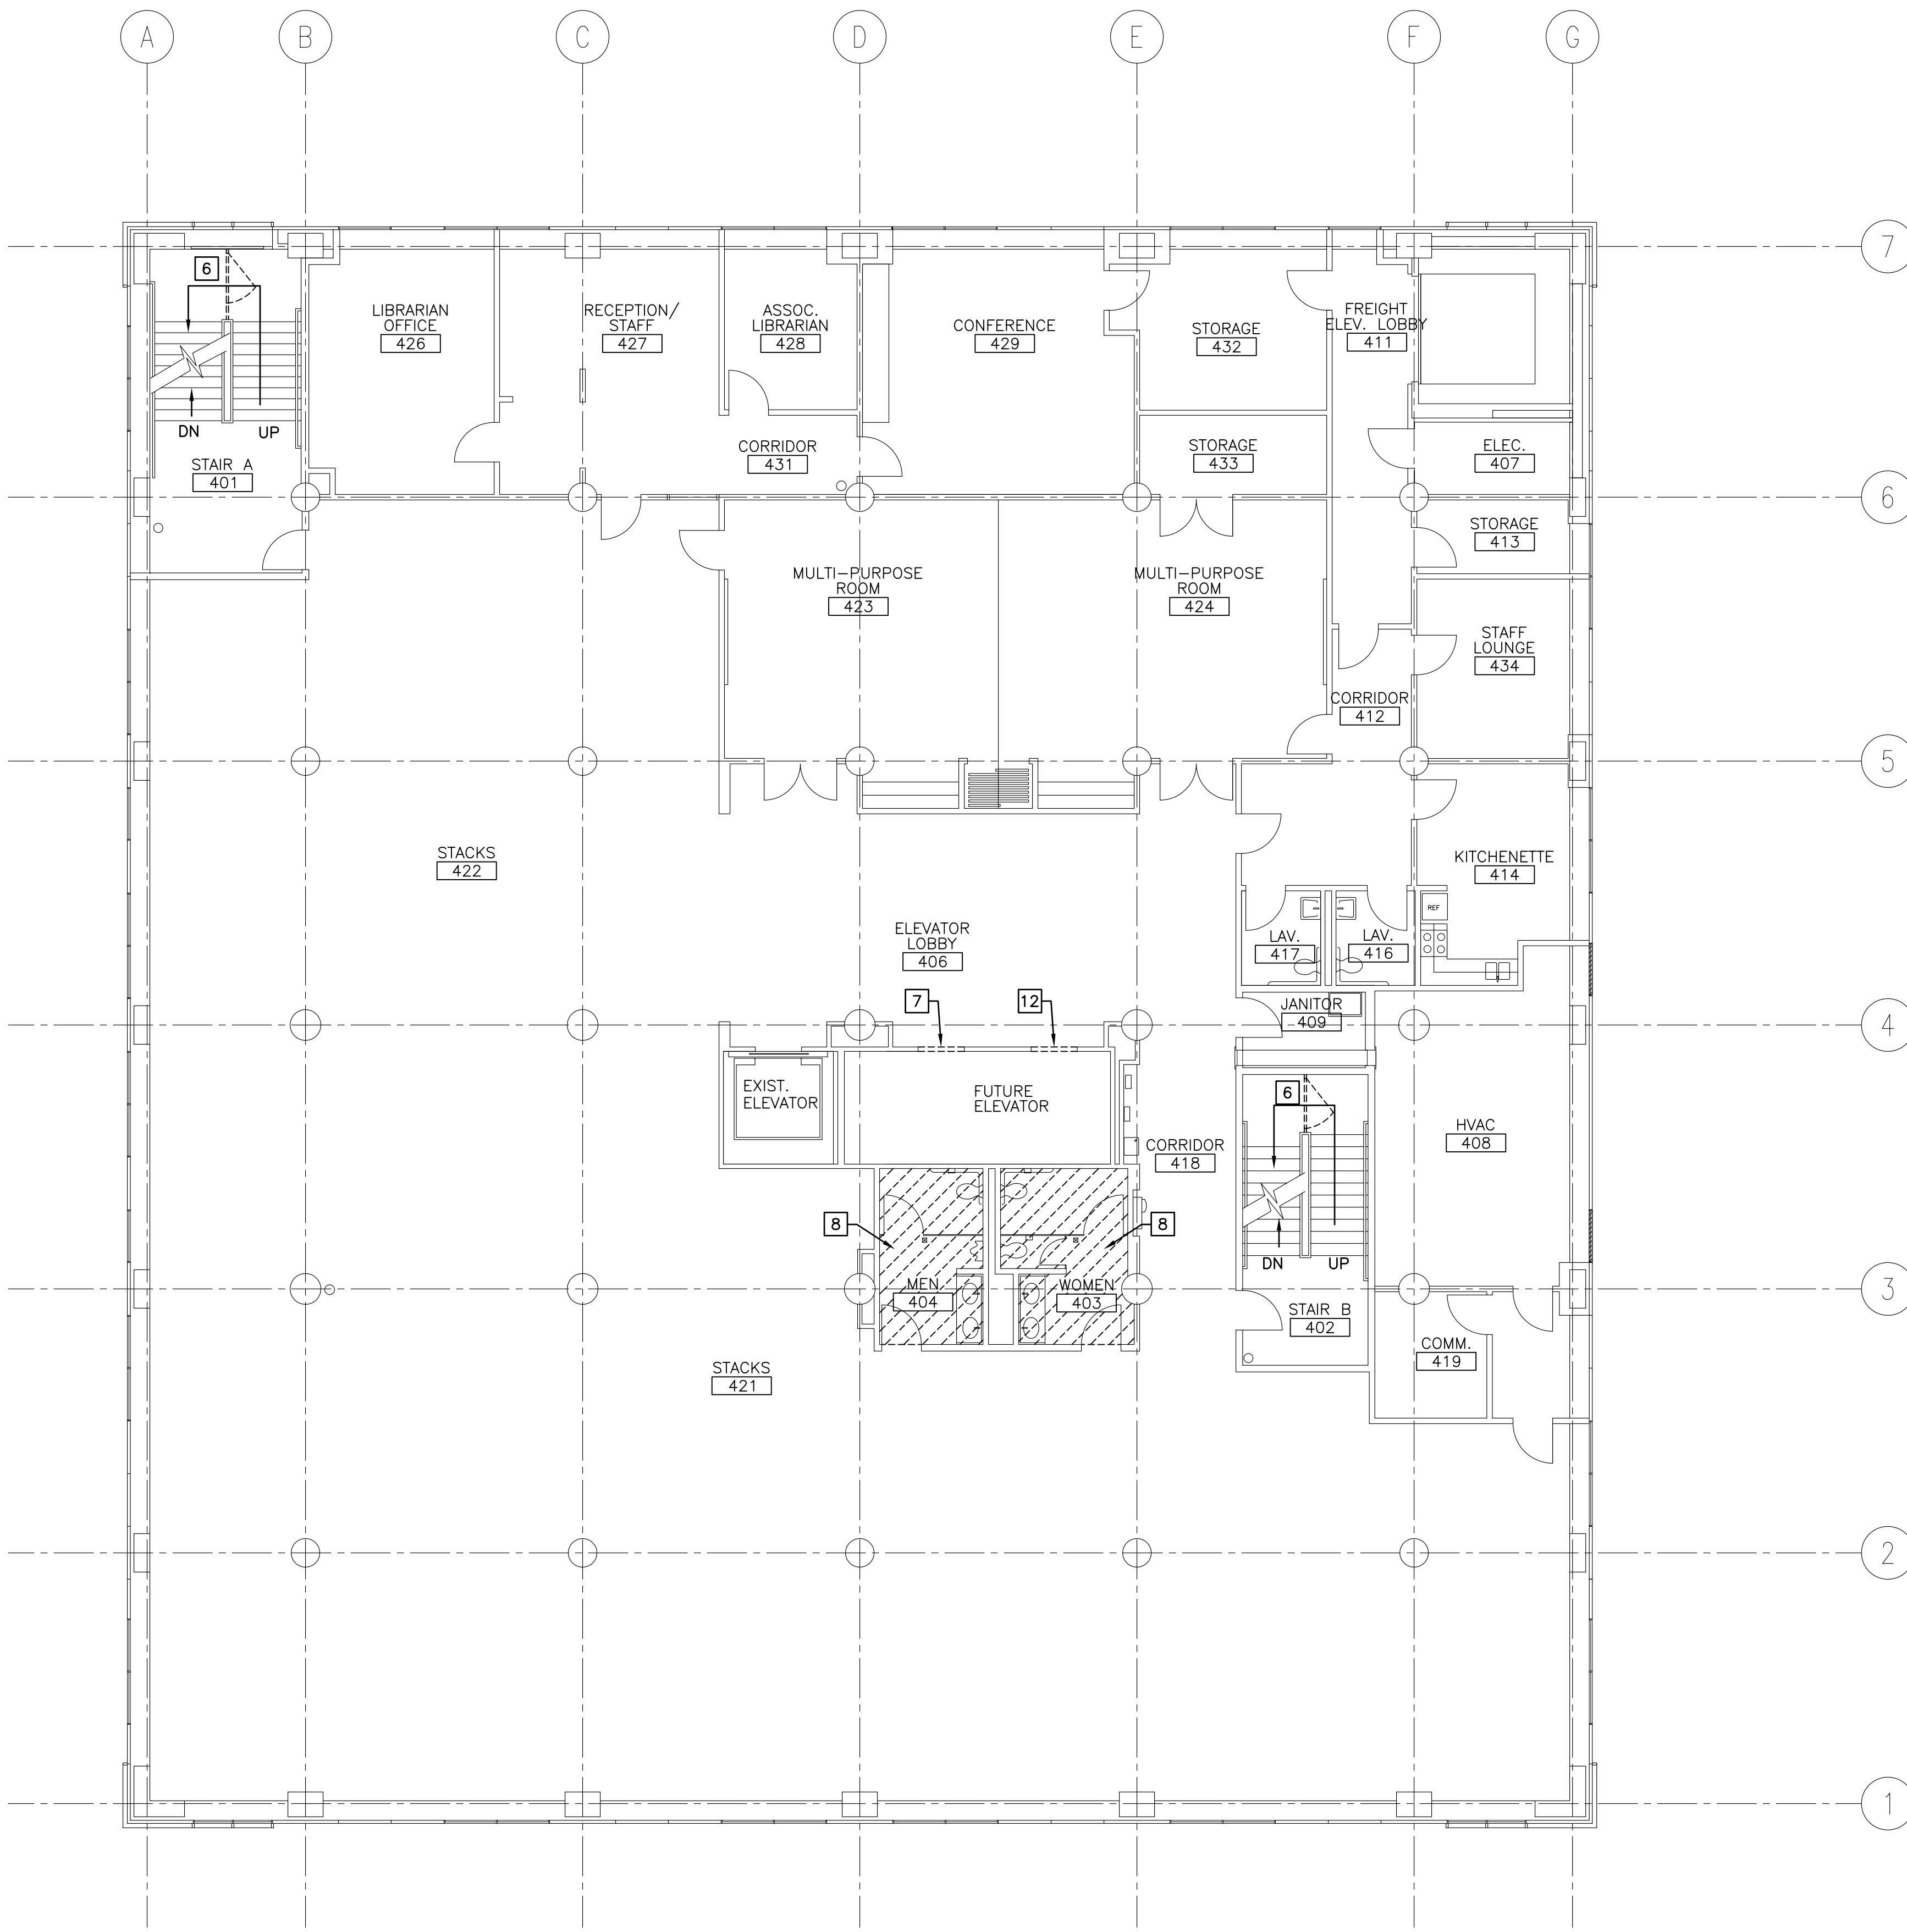 A
B
C
D
E
F
G
7
6
LIBRARIAN
OFFICE
426
RECEPTION/
STAFF
427
ASSOC.
LIBRARIAN
428
CONFERENCE
429
STORAGE
432
FREIGHT
ELEV. LOBBY
411
DN
UP
STAIR A
401
CORRIDOR
431
STORAGE
433
ELEC.
407
6
STORAGE
413
MULTI-PURPOSE
ROOM
423
MULTI-PURPOSE
ROOM
424
STAFF
LOUNGE
434
CORRIDOR
412
5
STACKS
422
KITCHENETTE
414
REF
ELEVATOR
LOBBY
406
LAV.
417
LAV.
416
7
12
JANITOR
409
4
EXIST.
ELEVATOR
FUTURE
ELEVATOR
6
CORRIDOR
418
HVAC
408
8
8
DN
UP
MEN
404
WOMEN
403
3
STAIR B
402
COMM.
419
STACKS
421
2
1